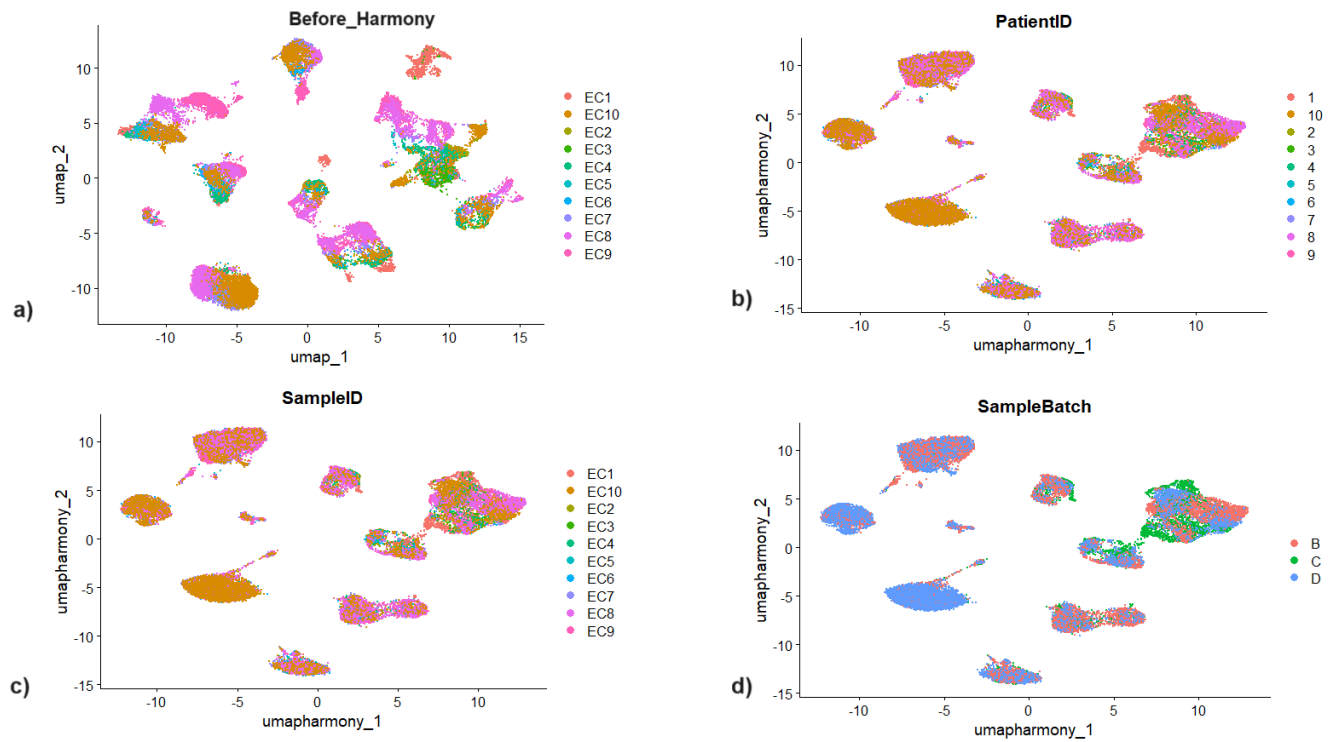 Before_Harmony
10
5
0
-5
-10
umap_2
-10
-5
0
5
10
15
umap_1
EC1
EC10
EC2
EC3
EC4
EC5
EC6
EC7
EC8
EC9
a)
PatientID
10
5
0
-5
-10
-15
umapharmony_2
-10
-5
0
5
10
umapharmony_1
1
10
2
3
4
5
6
7
8
9
b)
SampleID
10
5
0
-5
-10
-15
umapharmony_2
-10
-5
0
5
10
umapharmony_1
EC1
EC10
EC2
EC3
EC4
EC5
EC6
EC7
EC8
EC9
c)
SampleBatch
10
5
0
-5
-10
-15
umapharmony_2
-10
-5
0
5
10
umapharmony_1
B
C
D
d)